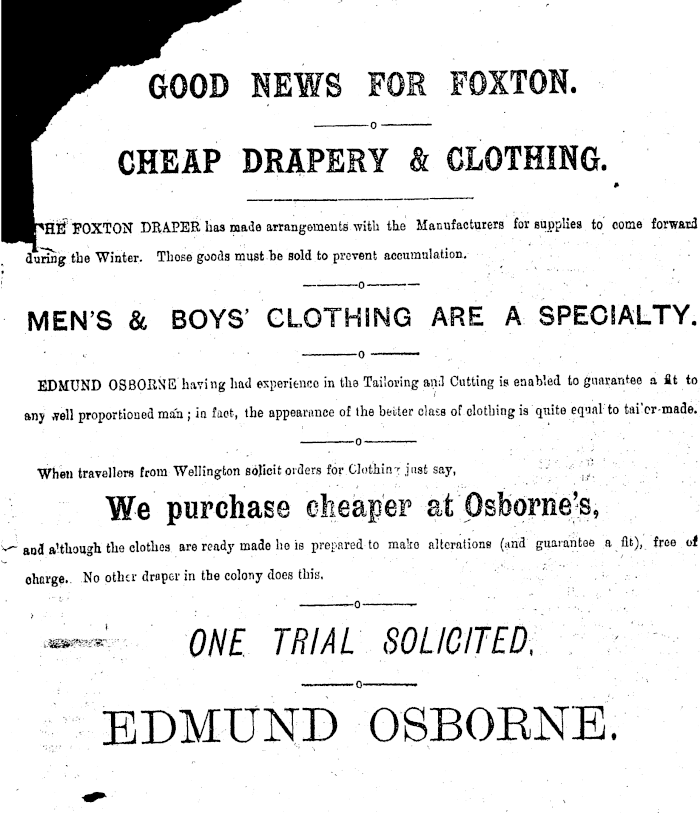 GOOD NEWS FOR FOXTON.
CHEAP DRAPERY & CLOTHING.
THE FOXTON DRAPER has made arrangements with the Manufacturers for supplies to come forward
during the Winter. Those goods must be sold to prevent accumulation.
MEN'S & BOYS' CLOTHING ARE A SPECIALTY.
EDMUND OSBORNE having had experience in the Tailoring and Cutting is enabled to guarantee a fit to
any well proportioned man; in fact, the appearance of the better class of clothing is quite equal to tailor-made.
When travellers from Wellington solicit orders for Clothing just say,
We purchase cheaper at Osborne's,
and although the clothes are ready made he is prepared to make alterations (and guarantee a fit), free of
charge. No other draper in the colony does this.
ONE TRIAL SOLICITED.
EDMUND OSBORNE.